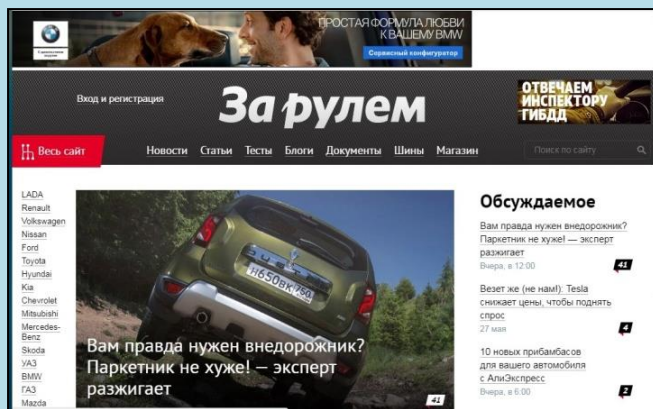 ПРОСТАЯ ФОРМУЛА ЛЮБВИ
К ВАШЕМУ BMW
Сервисный конфигуратор
Вход и регистрация
За рулем
ОТВЕЧАЕМ
ИНСПЕКТОРУ
ГИБДД
Весь сайт
Новости Статьи Тесты Блоги Документы Шины Магазин
Поиск по сайту
LADA
Renault
Volkswagen
Nissan
Ford
Toyota
Hyundai
Kia
Chevrolet
Mitsubishi
Mercedes-
Benz
Skoda
УАЗ
BMW
ГАЗ
Mazda
DUSTER
Н650ВК 750
Вам правда нужен внедорожник?
Паркетник не хуже! — эксперт
разжигает
41
Обсуждаемое
Вам правда нужен внедорожник?
Паркетник не хуже! — эксперт
разжигает
Вчера, в 12:00
41
Везет же (не нам!): Tesla
снижает цены, чтобы поднять
спрос
27 мая
4
10 новых прибамбасов
для вашего автомобиля
с АлиЭкспресс
Вчера, в 6:00
2